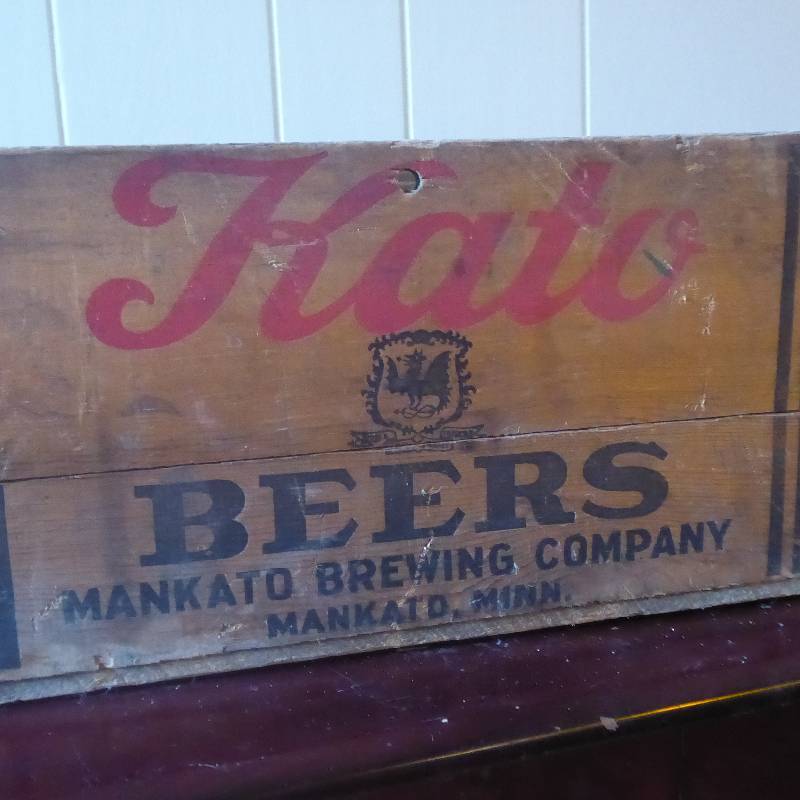 Kato
BEERS
MANKATO BREWING COMPANY
MANKATO, MINN.